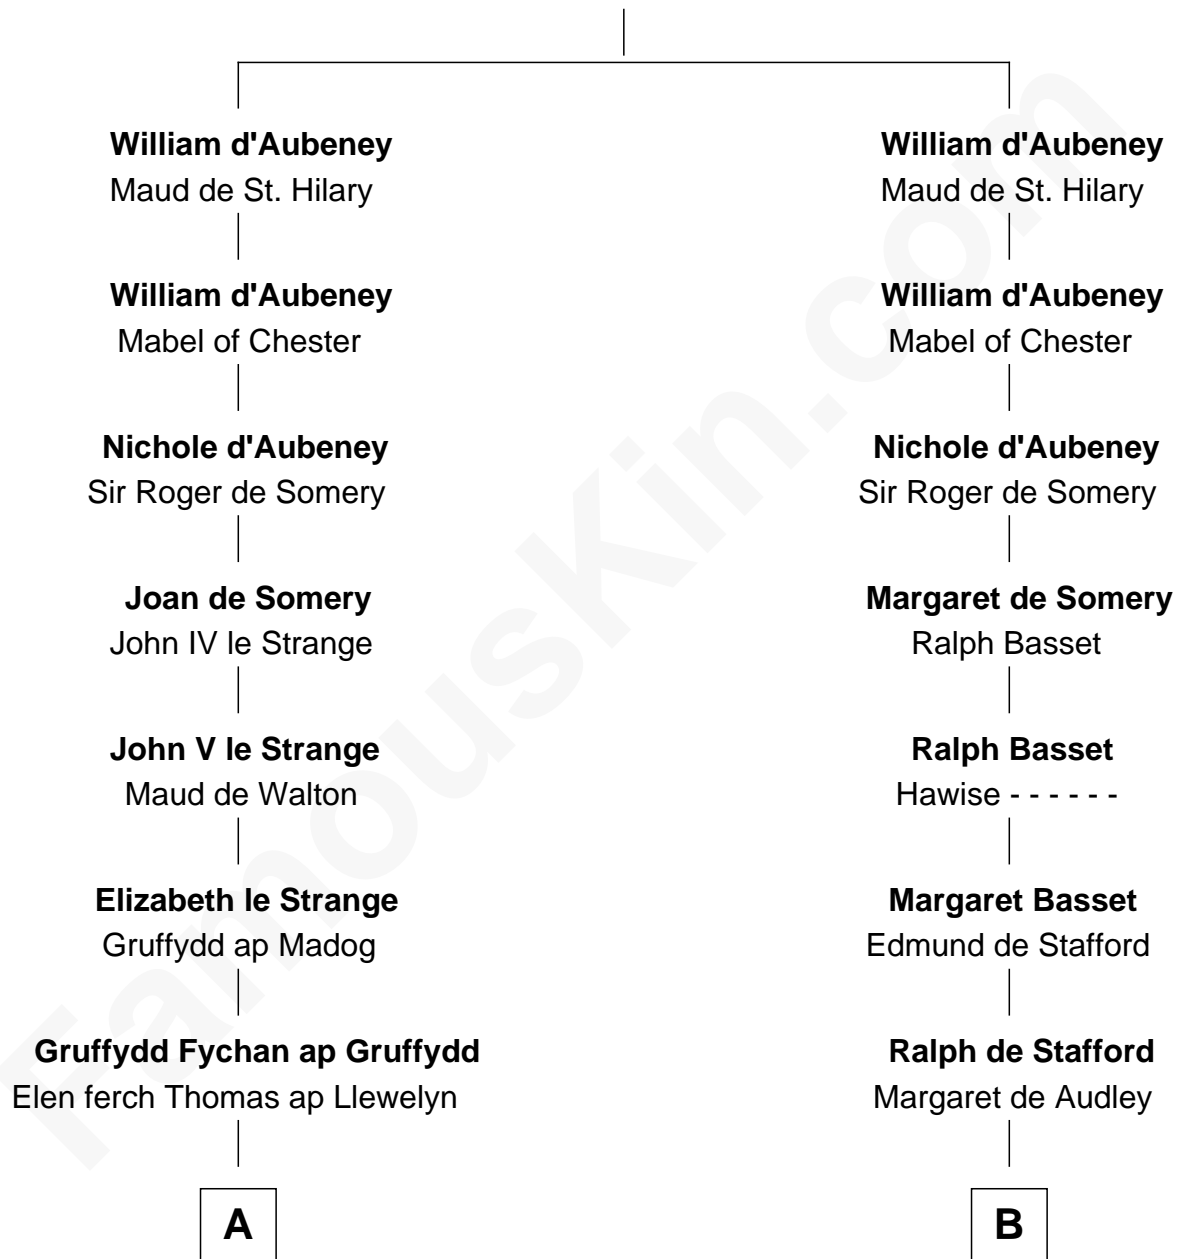 William d'Aubeney
Maud de St. Hilary
William d'Aubeney
Mabel of Chester
Nichole d'Aubeney
Sir Roger de Somery
Joan de Somery
John IV le Strange
John V le Strange
Maud de Walton
Elizabeth le Strange
Gruffydd ap Madog
Gruffydd Fychan ap Gruffydd
Elen ferch Thomas ap Llewelyn
A
William d'Aubeney
Maud de St. Hilary
William d'Aubeney
Mabel of Chester
Nichole d'Aubeney
Sir Roger de Somery
Margaret de Somery
Ralph Basset
Ralph Basset
Hawise - - - - - -
Margaret Basset
Edmund de Stafford
Ralph de Stafford
Margaret de Audley
B
FamousKin.com